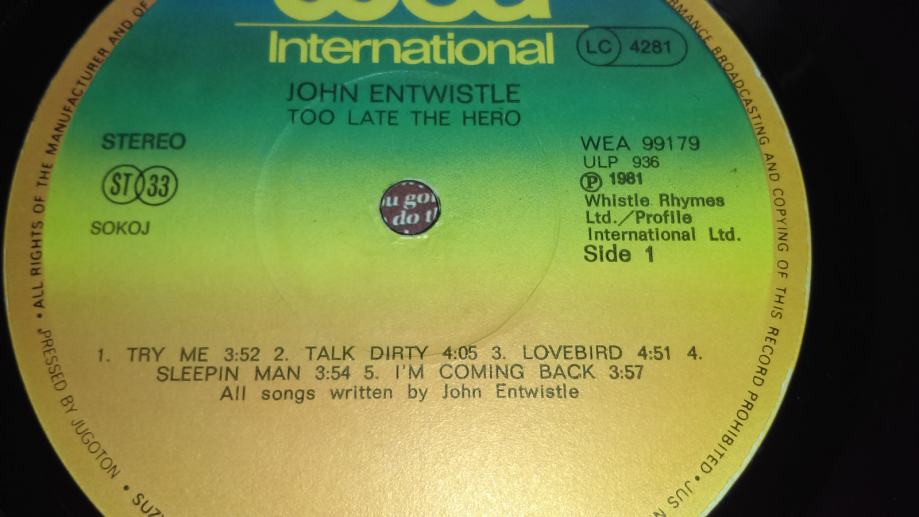 wea
International
LC 4281
JOHN ENTWISTLE
TOO LATE THE HERO
STEREO
ST 33
SOKOJ
WEA 99179
ULP 936
Ⓟ 1981
Whistle Rhymes
Ltd./Profile
International Ltd.
Side 1
u go
do t
1. TRY ME 3:52 2. TALK DIRTY 4:05 3. LOVEBIRD 4:51 4.
SLEEPIN MAN 3:54 5. I'M COMING BACK 3:57
All songs written by John Entwistle
PRESSED BY JUGOTON •
• ALL RIGHTS OF THE MANUFACTURER AND OF
BROADCASTING AND COPYING OF THIS RECORD PROHIBITED •